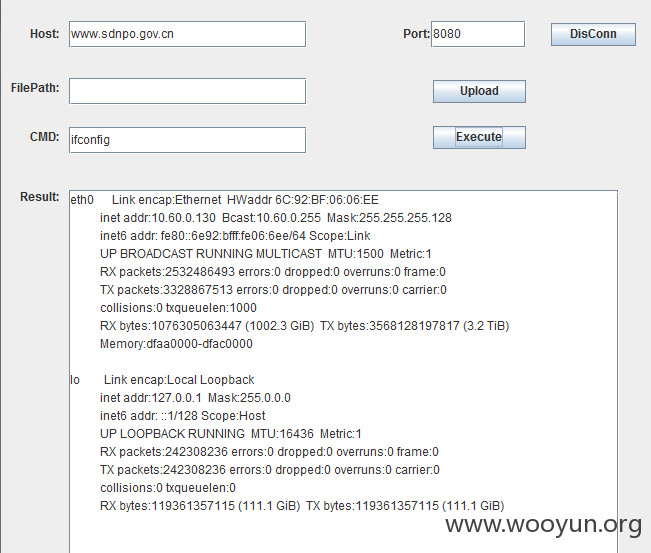 Host: www.sdnpo.gov.cn Port: 8080 DisConn
FilePath: Upload
CMD: ifconfig Execute
Result:
eth0 Link encap:Ethernet HWaddr 6C:92:BF:06:06:EE
inet addr:10.60.0.130 Bcast:10.60.0.255 Mask:255.255.255.128
inet6 addr: fe80::6e92:bfff:fe06:6ee/64 Scope:Link
UP BROADCAST RUNNING MULTICAST MTU:1500 Metric:1
RX packets:2532486493 errors:0 dropped:0 overruns:0 frame:0
TX packets:3328867513 errors:0 dropped:0 overruns:0 carrier:0
collisions:0 txqueuelen:1000
RX bytes:1076305063447 (1002.3 GiB) TX bytes:3568128197817 (3.2 TiB)
Memory:dfaa0000-dfac0000
lo Link encap:Local Loopback
inet addr:127.0.0.1 Mask:255.0.0.0
inet6 addr: ::1/128 Scope:Host
UP LOOPBACK RUNNING MTU:16436 Metric:1
RX packets:242308236 errors:0 dropped:0 overruns:0 frame:0
TX packets:242308236 errors:0 dropped:0 overruns:0 carrier:0
collisions:0 txqueuelen:0
RX bytes:119361357115 (111.1 GiB) TX bytes:119361357115 (111.1 GiB)
www.wooyun.org